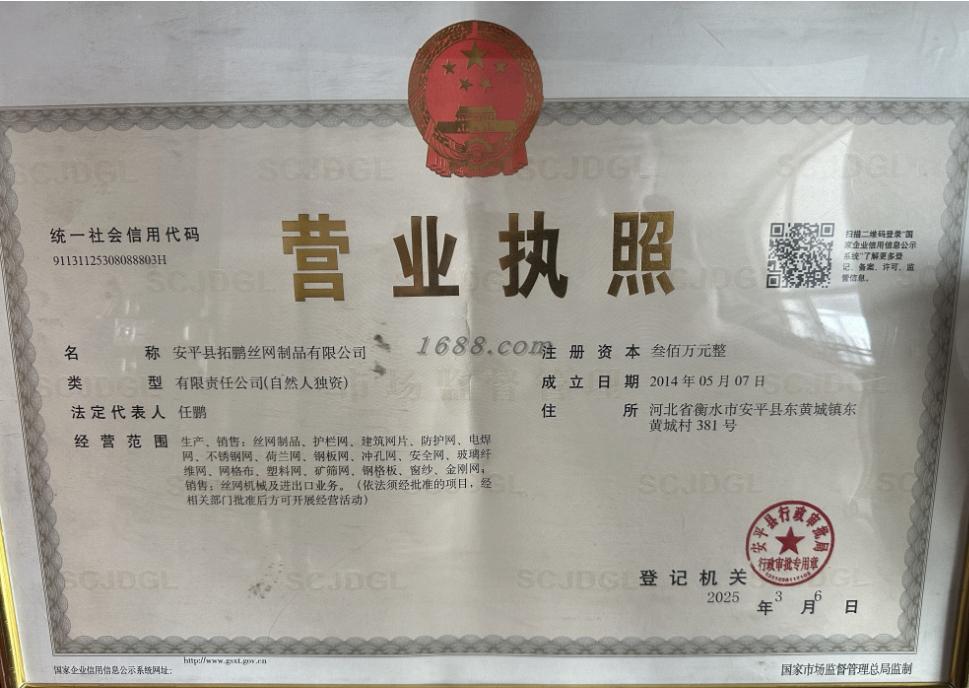 营业执照
统一社会信用代码
91131125308088803H
扫描二维码登录“国
家企业信用信息公示
系统”了解更多登
记、备案、许可、监
管信息。
1688.com
名 称 安平县拓鹏丝网制品有限公司
类 型 有限责任公司(自然人独资)
法定代表人 任鹏
经营范围 生产、销售：丝网制品、护栏网、建筑网片、防护网、电焊
网、不锈钢网、荷兰网、钢板网、冲孔网、安全网、玻璃纤
维网、网格布、塑料网、矿筛网、钢格板、窗纱、金刚网；
销售：丝网机械及进出口业务。（依法须经批准的项目，经
相关部门批准后方可开展经营活动）
注册资本 叁佰万元整
成立日期 2014 年 05 月 07 日
住 所 河北省衡水市安平县东黄城镇东
黄城村 381 号
安平县行政审批局
行政审批专用章
登记机关
2025 年 3 月 6 日
国家企业信用信息公示系统网址：
http://www.gsxt.gov.cn
国家市场监督管理总局监制
SCJDGL
市场监管